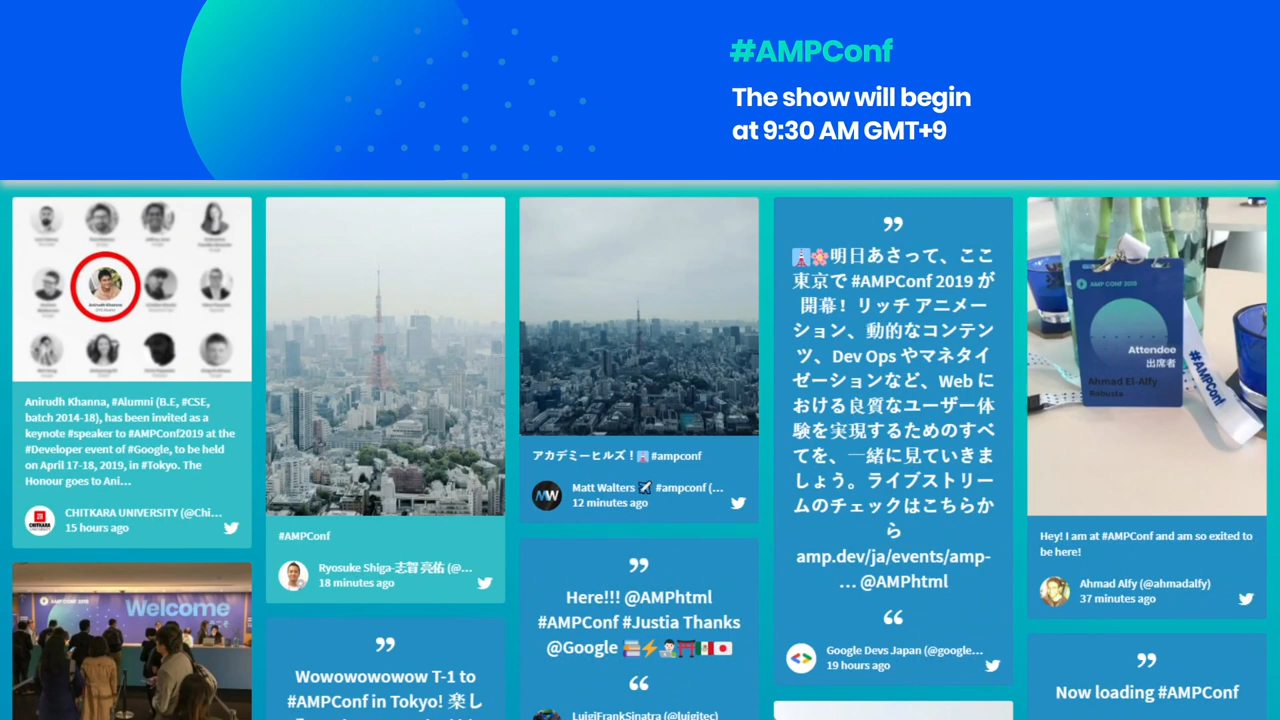 #AMPConf
The show will begin
at 9:30 AM GMT+9
Anirudh Khanna, #Alumni (B.E, #CSE,
batch 2014-18), has been invited as a
keynote #speaker to #AMPConf2019 at the
#Developer event of #Google, to be held
on April 17-18, 2019, in #Tokyo. The
Honour goes to Ani...
CHITKARA UNIVERSITY (@Chi...
15 hours ago
AMP CONF 2019
Welcome
#AMPConf
Ryosuke Shiga-志賀 亮佑 (@...
18 minutes ago
”
Wowowowowow T-1 to
#AMPConf in Tokyo! 楽し
アカデミーヒルズ！🗼#ampconf
MW
Matt Walters ✈️ #ampconf (...
12 minutes ago
”
Here!!! @AMPhtml
#AMPConf #Justia Thanks
@Google 📚⚡👨🏻‍💻⛩️🇲🇽🇯🇵
“
LuigiFrankSinatra (@luigitec)
”
🗼🌸明日あさって、ここ
東京で #AMPConf 2019 が
開幕！リッチ アニメー
ション、動的なコンテン
ツ、Dev Ops やマネタイ
ゼーションなど、Web に
おける良質なユーザー体
験を実現するためのすべ
てを、一緒に見ていきま
しょう。ライブストリー
ムのチェックはこちらか
ら
amp.dev/ja/events/amp-
... @AMPhtml
“
Google Devs Japan (@google...
19 hours ago
AMP CONF 2019
Attendee
出席者
Ahmad El-Alfy
Robusta
#AMPConf
Hey! I am at #AMPConf and am so exited to
be here!
Ahmad Alfy (@ahmadalfy)
37 minutes ago
”
Now loading #AMPConf